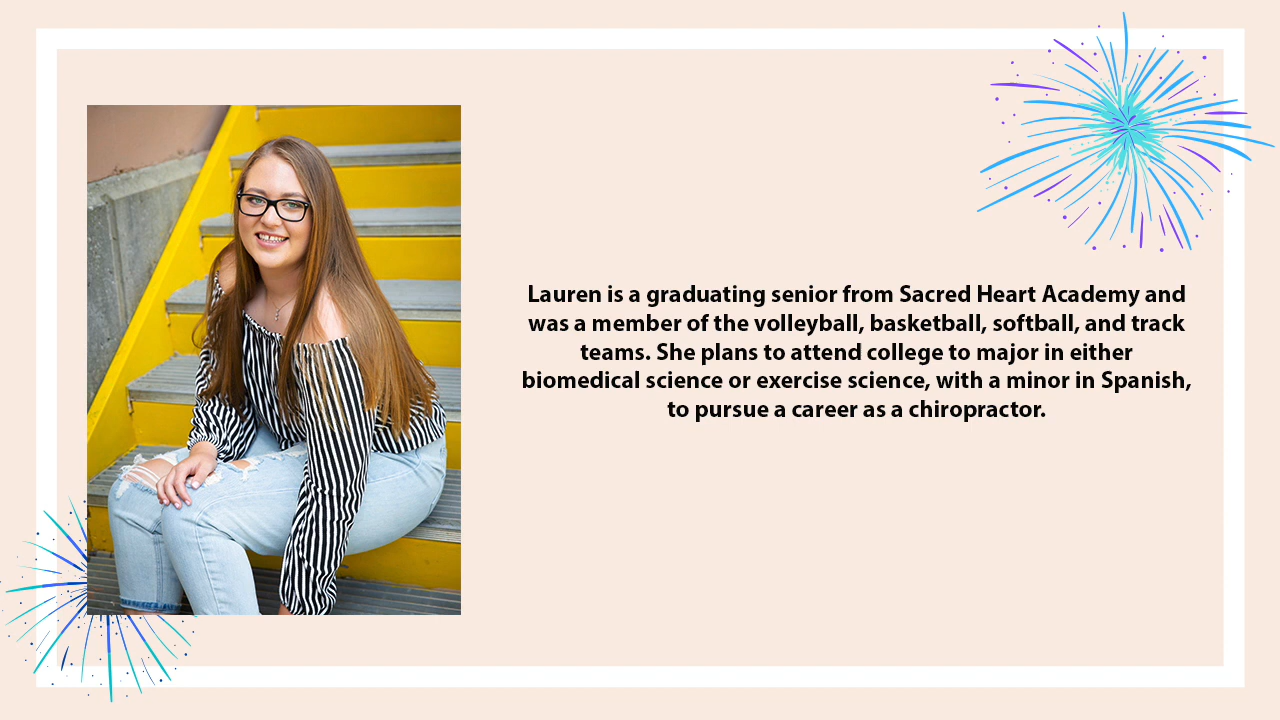 Lauren is a graduating senior from Sacred Heart Academy and
was a member of the volleyball, basketball, softball, and track
teams. She plans to attend college to major in either
biomedical science or exercise science, with a minor in Spanish,
to pursue a career as a chiropractor.